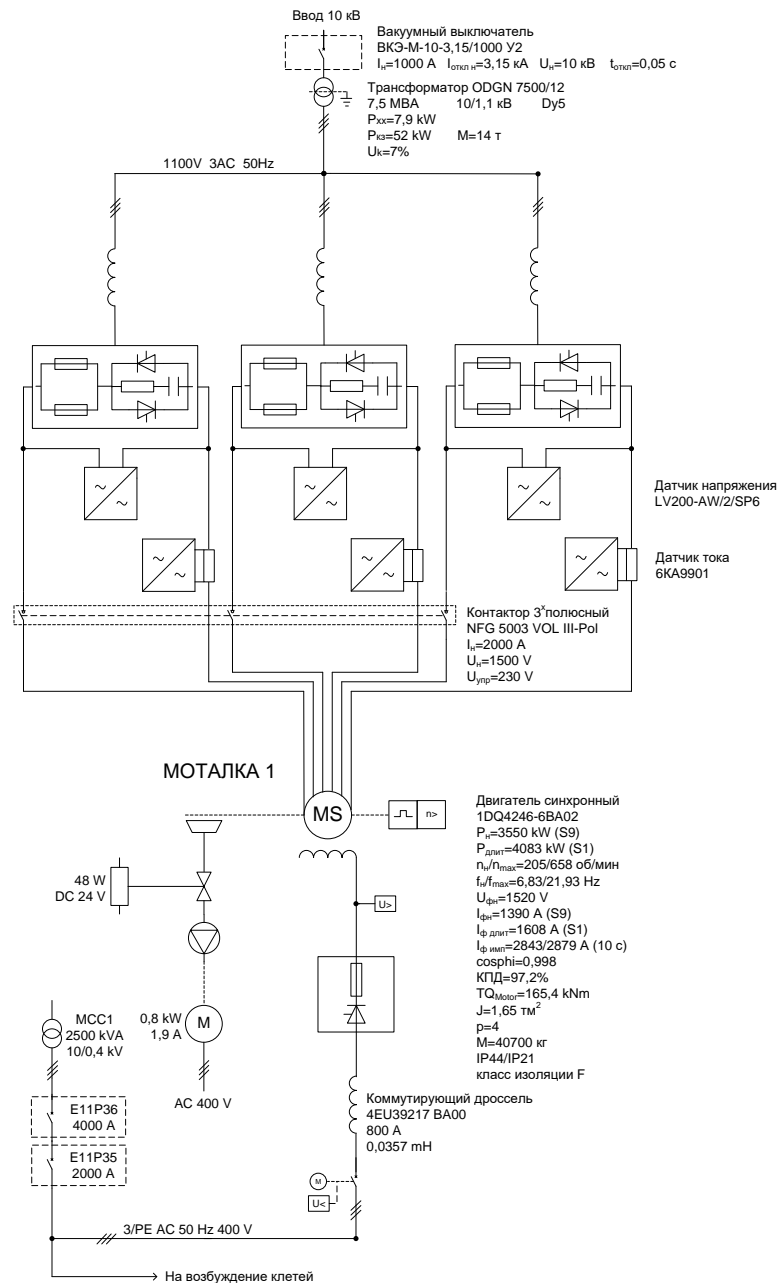 Ввод 10 кВ
Вакуумный выключатель
ВКЭ-М-10-3,15/1000 У2
Iн=1000 А Iоткл н=3,15 кА Uн=10 кВ tоткл=0,05 с
Трансформатор ODGN 7500/12
7,5 МВА 10/1,1 кВ Dy5
Pхх=7,9 kW
Pкз=52 kW М=14 т
Uk=7%
1100V 3AC 50Hz
Датчик напряжения
LV200-AW/2/SP6
Датчик тока
6КА9901
Контактор 3хполюсный
NFG 5003 VOL III-Pol
Iн=2000 А
Uн=1500 V
Uупр=230 V
МОТАЛКА 1
MS
n>
Двигатель синхронный
1DQ4246-6BA02
Pн=3550 kW (S9)
Pдлит=4083 kW (S1)
nн/nmax=205/658 об/мин
fн/fmax=6,83/21,93 Hz
Uфн=1520 V
Iфн=1390 A (S9)
Iф длит=1608 A (S1)
Iф имп=2843/2879 A (10 c)
cosphi=0,998
КПД=97,2%
TQMotor=165,4 kNm
J=1,65 тм²
p=4
М=40700 кг
IP44/IP21
класс изоляции F
48 W
DC 24 V
U>
0,8 kW
1,9 A
M
AC 400 V
МСС1
2500 kVA
10/0,4 kV
E11P36
4000 A
E11P35
2000 A
Коммутирующий дроссель
4EU39217 BA00
800 A
0,0357 mH
М
U<
3/PE AC 50 Hz 400 V
На возбуждение клетей